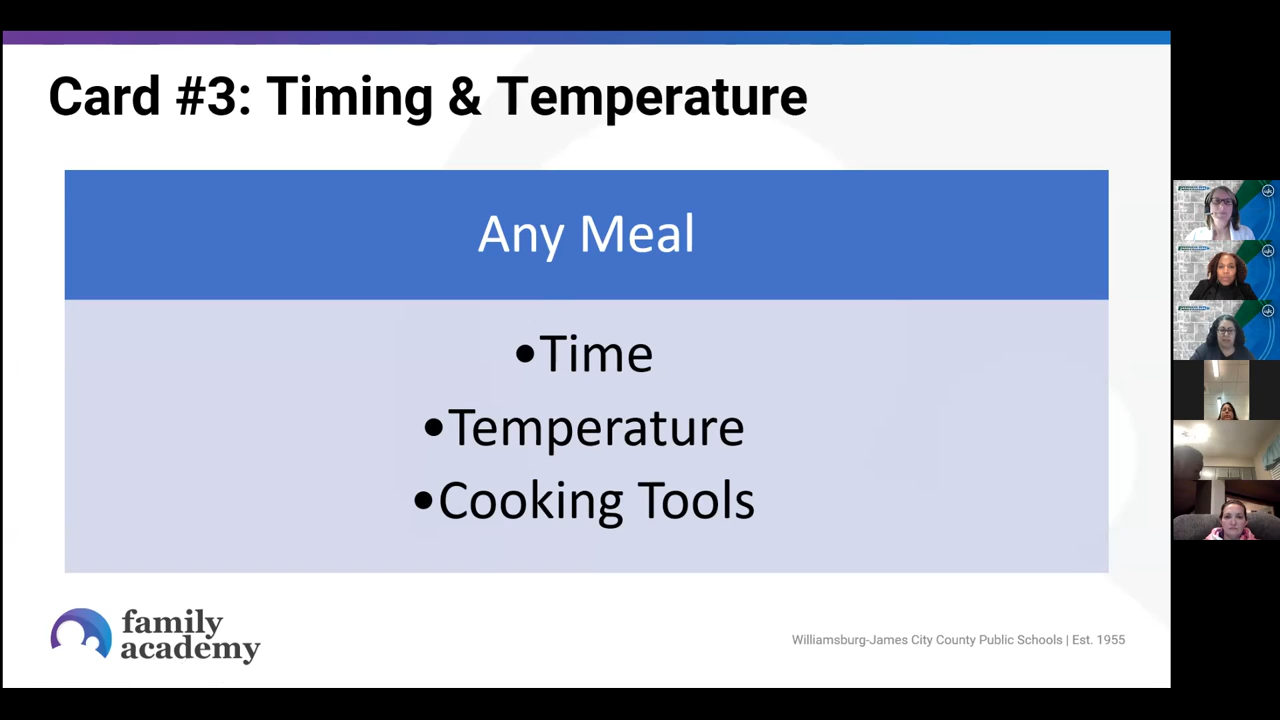 Card #3: Timing & Temperature
Any Meal
•Time
•Temperature
•Cooking Tools
family
academy
Williamsburg-James City County Public Schools | Est. 1955